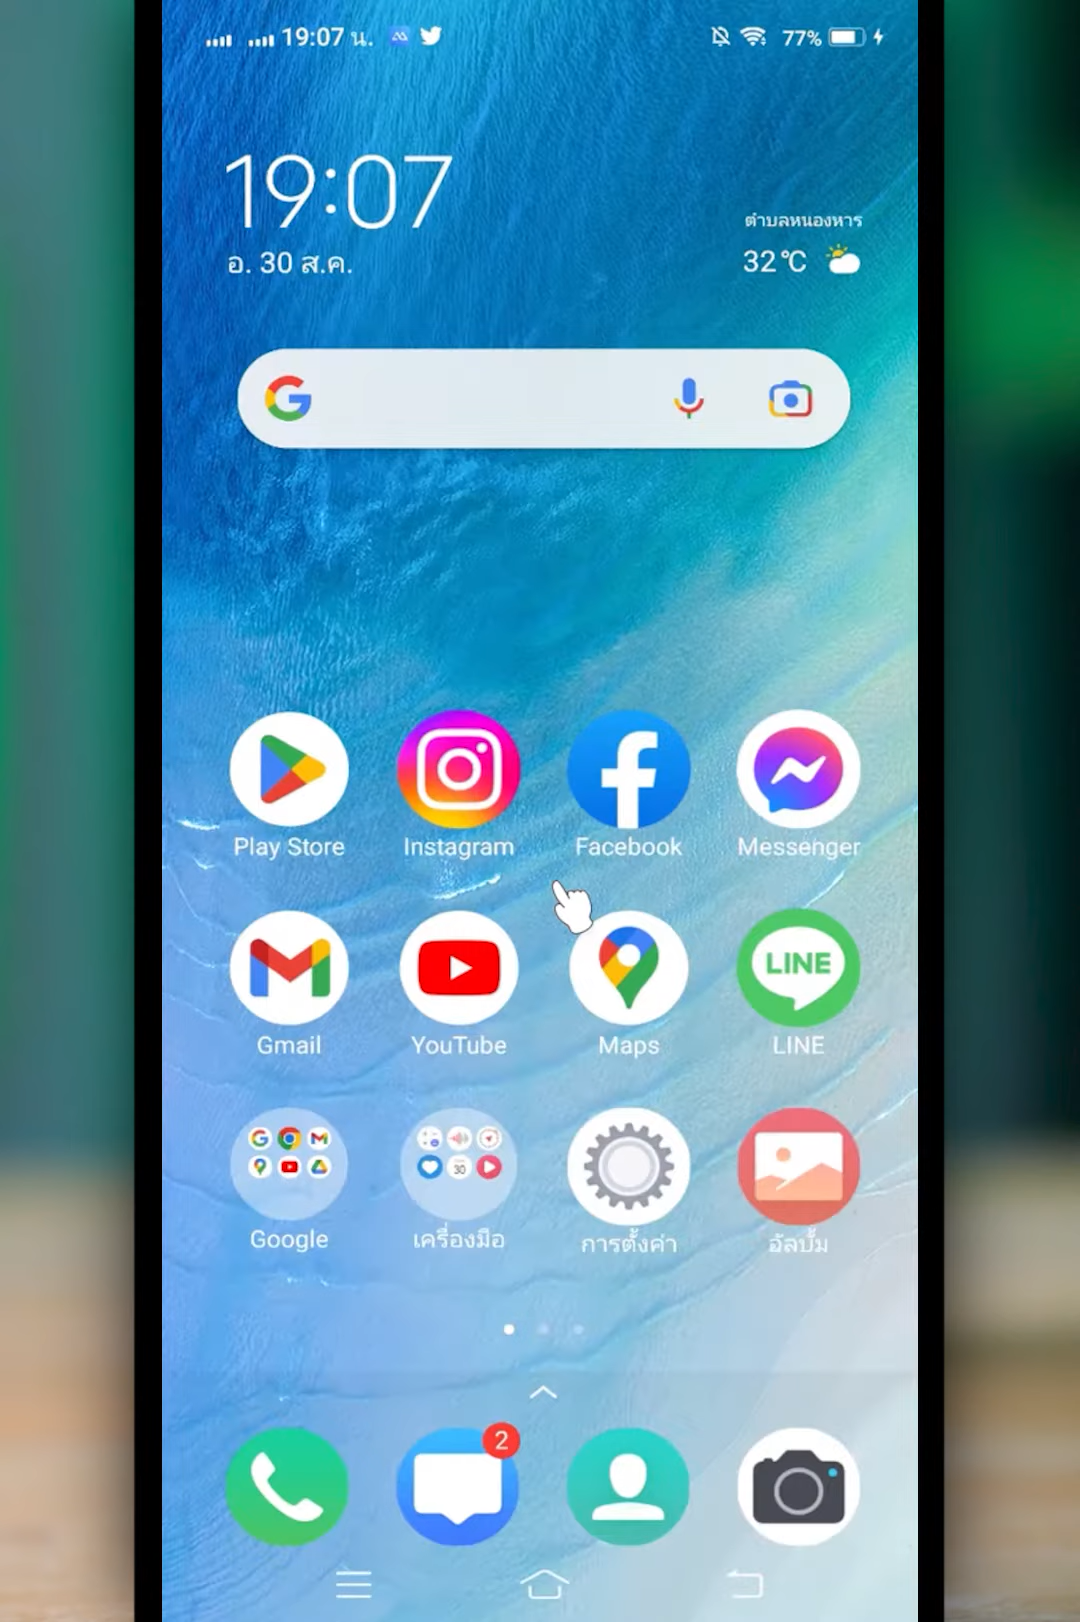 19:07 น.
77%
19:07
อ. 30 ส.ค.
ตำบลหนองหาร
32 °C
Play Store
Instagram
Facebook
Messenger
LINE
Gmail
YouTube
Maps
LINE
30
Google
เครื่องมือ
การตั้งค่า
อัลบั้ม
2